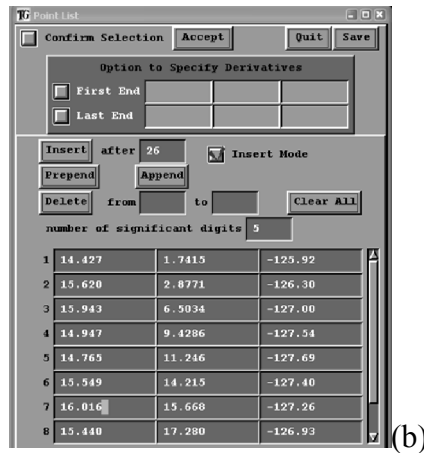 TG Point List
Confirm Selection Accept Quit Save
Option to Specify Derivatives
First End
Last End
Insert after 26 Insert Mode
Prepend Append
Delete from to Clear All
number of significant digits 5
1 14.427 1.7415 -125.92
2 15.620 2.8771 -126.30
3 15.943 6.5034 -127.00
4 14.947 9.4286 -127.54
5 14.765 11.246 -127.69
6 15.549 14.215 -127.40
7 16.016 15.668 -127.26
8 15.440 17.280 -126.93
(b)